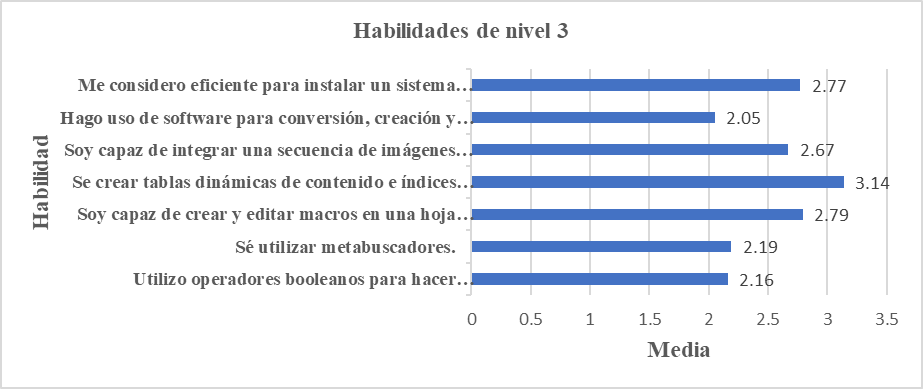 Habilidades de nivel 3
Habilidad
Me considero eficiente para instalar un sistema…
2.77
Hago uso de software para conversión, creación y…
2.05
Soy capaz de integrar una secuencia de imágenes…
2.67
Se crear tablas dinámicas de contenido e índices…
3.14
Soy capaz de crear y editar macros en una hoja…
2.79
Sé utilizar metabuscadores.
2.19
Utilizo operadores booleanos para hacer…
2.16
0 0.5 1 1.5 2 2.5 3 3.5
Media